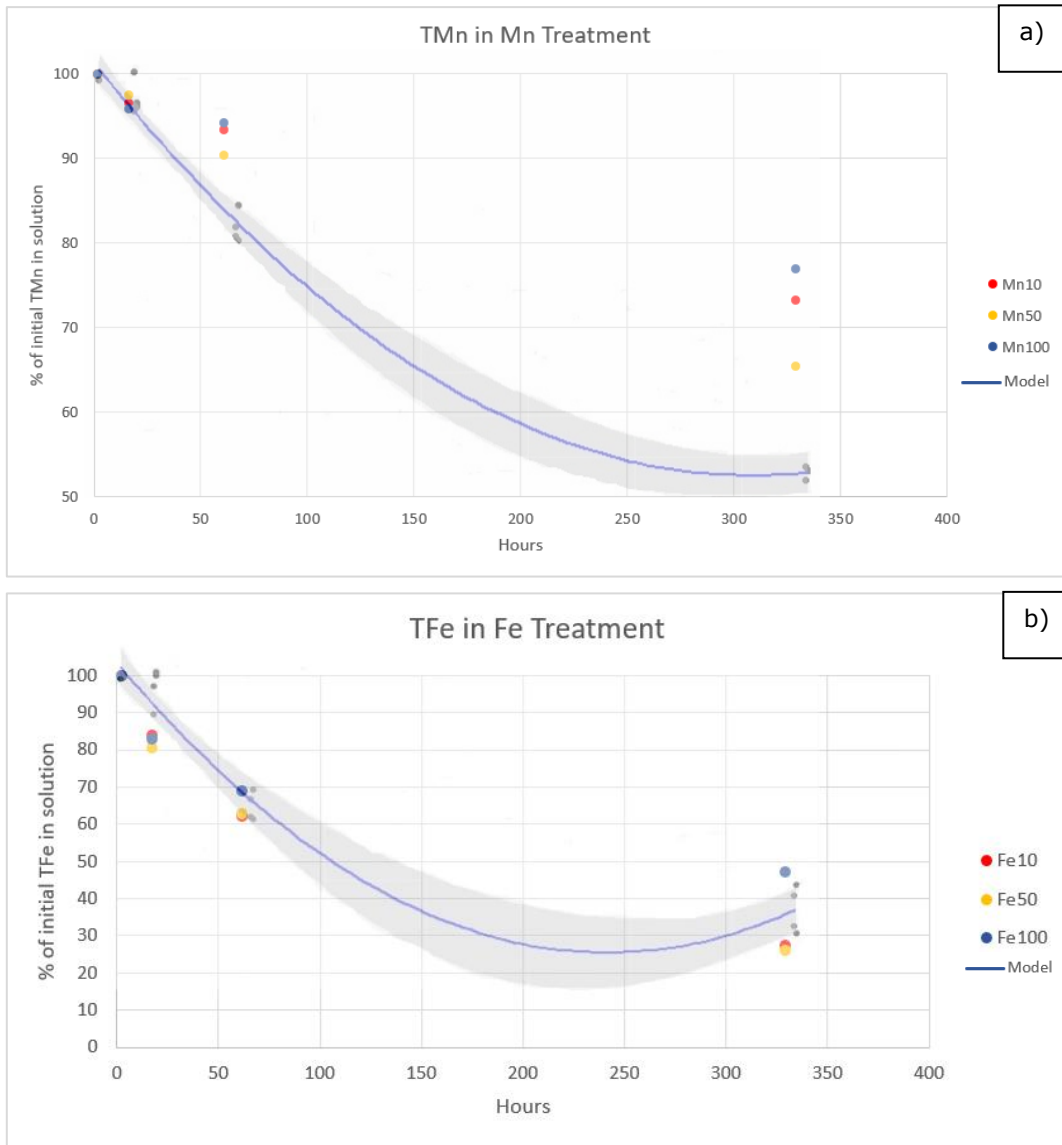 TMn in Mn Treatment
a)
% of initial TMn in solution
100
90
80
70
60
50
0 50 100 150 200 250 300 350 400
Hours
Mn10
Mn50
Mn100
Model
TFe in Fe Treatment
b)
% of initial TFe in solution
100
90
80
70
60
50
40
30
20
10
0
0 50 100 150 200 250 300 350 400
Hours
Fe10
Fe50
Fe100
Model